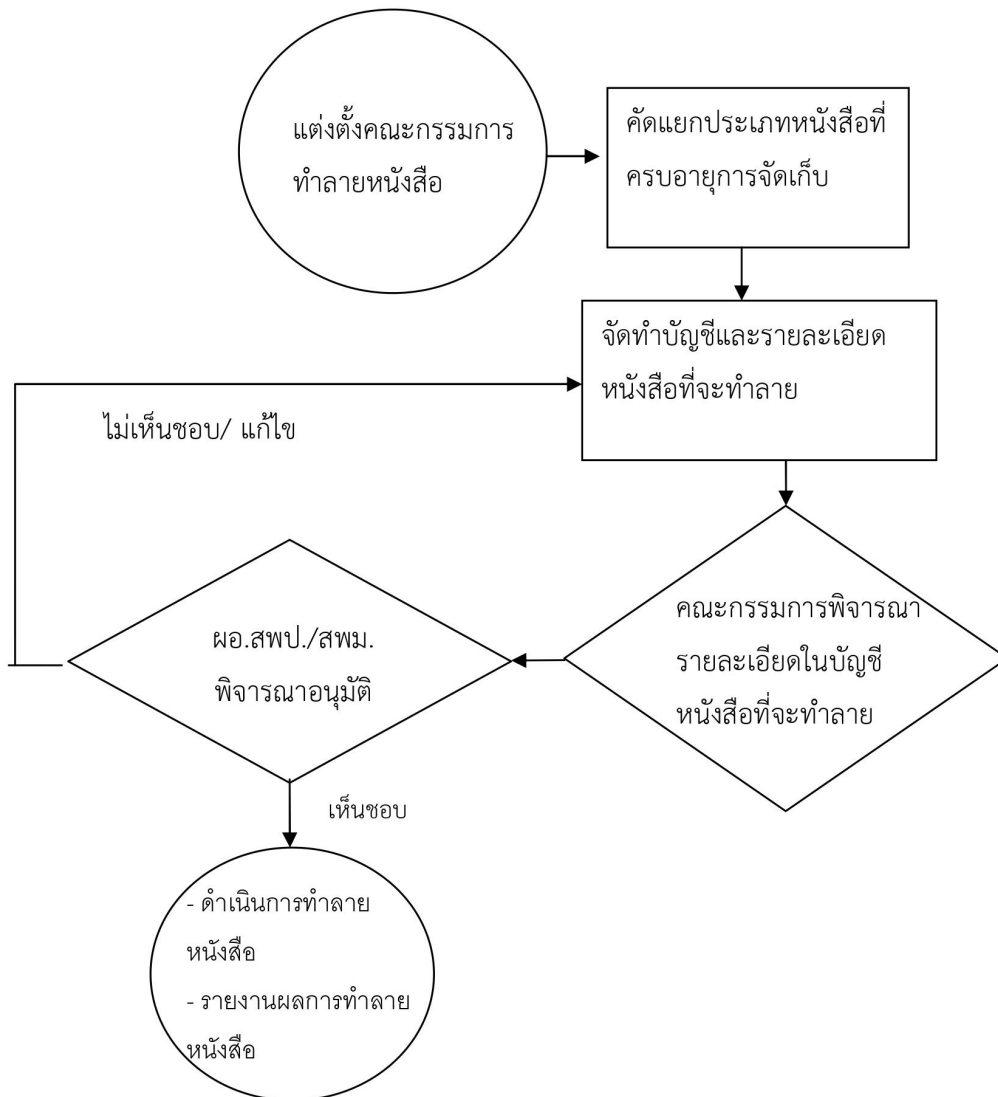 แต่งตั้งคณะกรรมการ
ทำลายหนังสือ
คัดแยกประเภทหนังสือที่
ครบอายุการจัดเก็บ
จัดทำบัญชีและรายละเอียด
หนังสือที่จะทำลาย
ไม่เห็นชอบ/ แก้ไข
คณะกรรมการพิจารณา
รายละเอียดในบัญชี
หนังสือที่จะทำลาย
ผอ.สพป./สพม.
พิจารณาอนุมัติ
เห็นชอบ
- ดำเนินการทำลาย
หนังสือ
- รายงานผลการทำลาย
หนังสือ